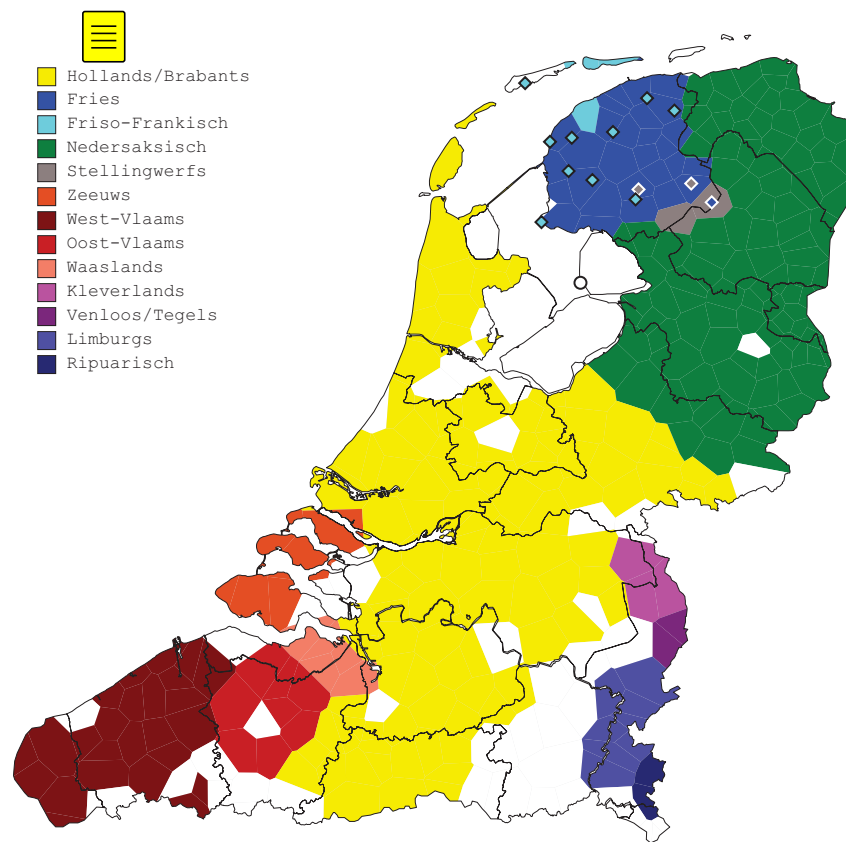 Hollands/Brabants
Fries
Friso-Frankisch
Nedersaksisch
Stellingwerfs
Zeeuws
West-Vlaams
Oost-Vlaams
Waaslands
Kleverlands
Venloos/Tegels
Limburgs
Ripuarisch